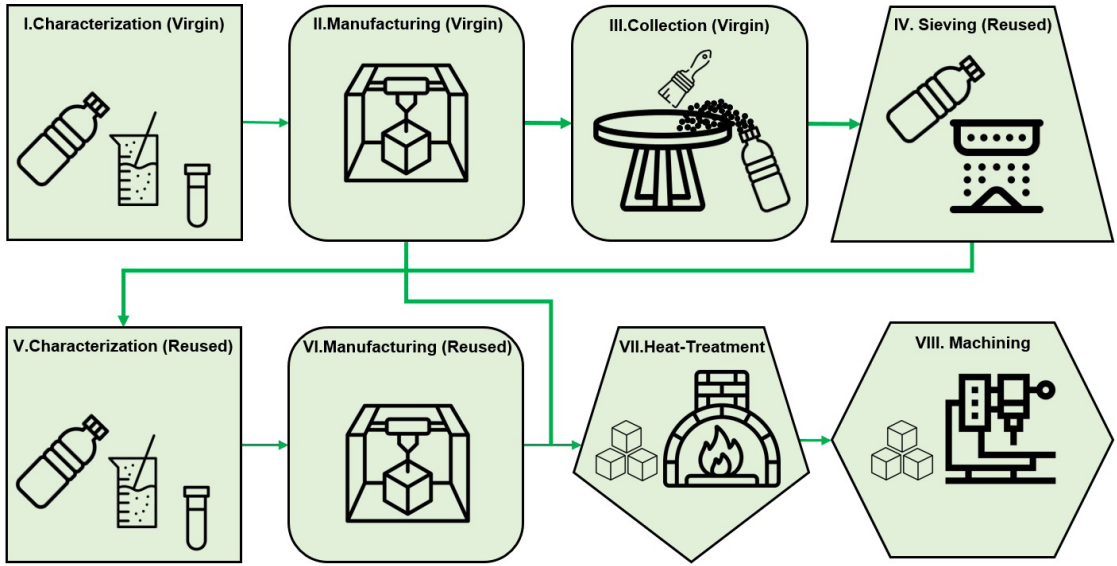 I.Characterization (Virgin)
II.Manufacturing (Virgin)
III.Collection (Virgin)
IV. Sieving (Reused)
V.Characterization (Reused)
VI.Manufacturing (Reused)
VII.Heat-Treatment
VIII. Machining